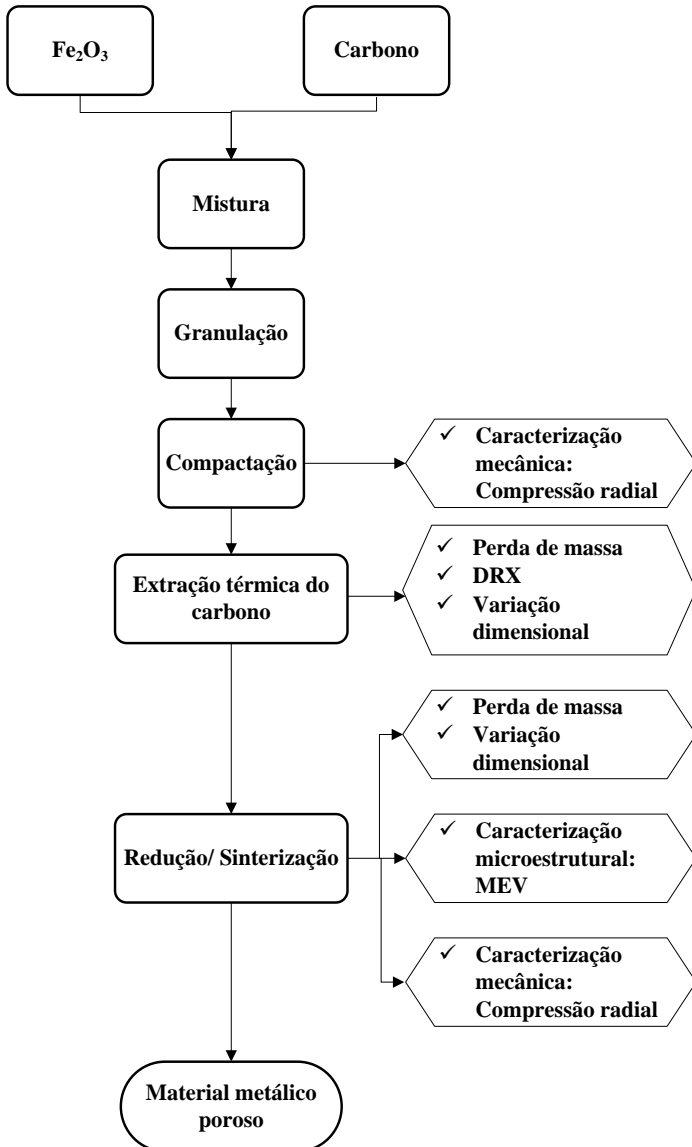 Fe₂O₃
Carbono
Mistura
Granulação
Compactação
✓ Caracterização
mecânica:
Compressão radial
Extração térmica do
carbono
✓ Perda de massa
✓ DRX
✓ Variação
dimensional
✓ Perda de massa
✓ Variação
dimensional
Redução/ Sinterização
✓ Caracterização
microestrutural:
MEV
✓ Caracterização
mecânica:
Compressão radial
Material metálico
poroso